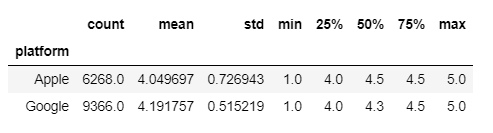 count mean std min 25% 50% 75% max
platform
Apple 6268.0 4.049697 0.726943 1.0 4.0 4.5 4.5 5.0
Google 9366.0 4.191757 0.515219 1.0 4.0 4.3 4.5 5.0